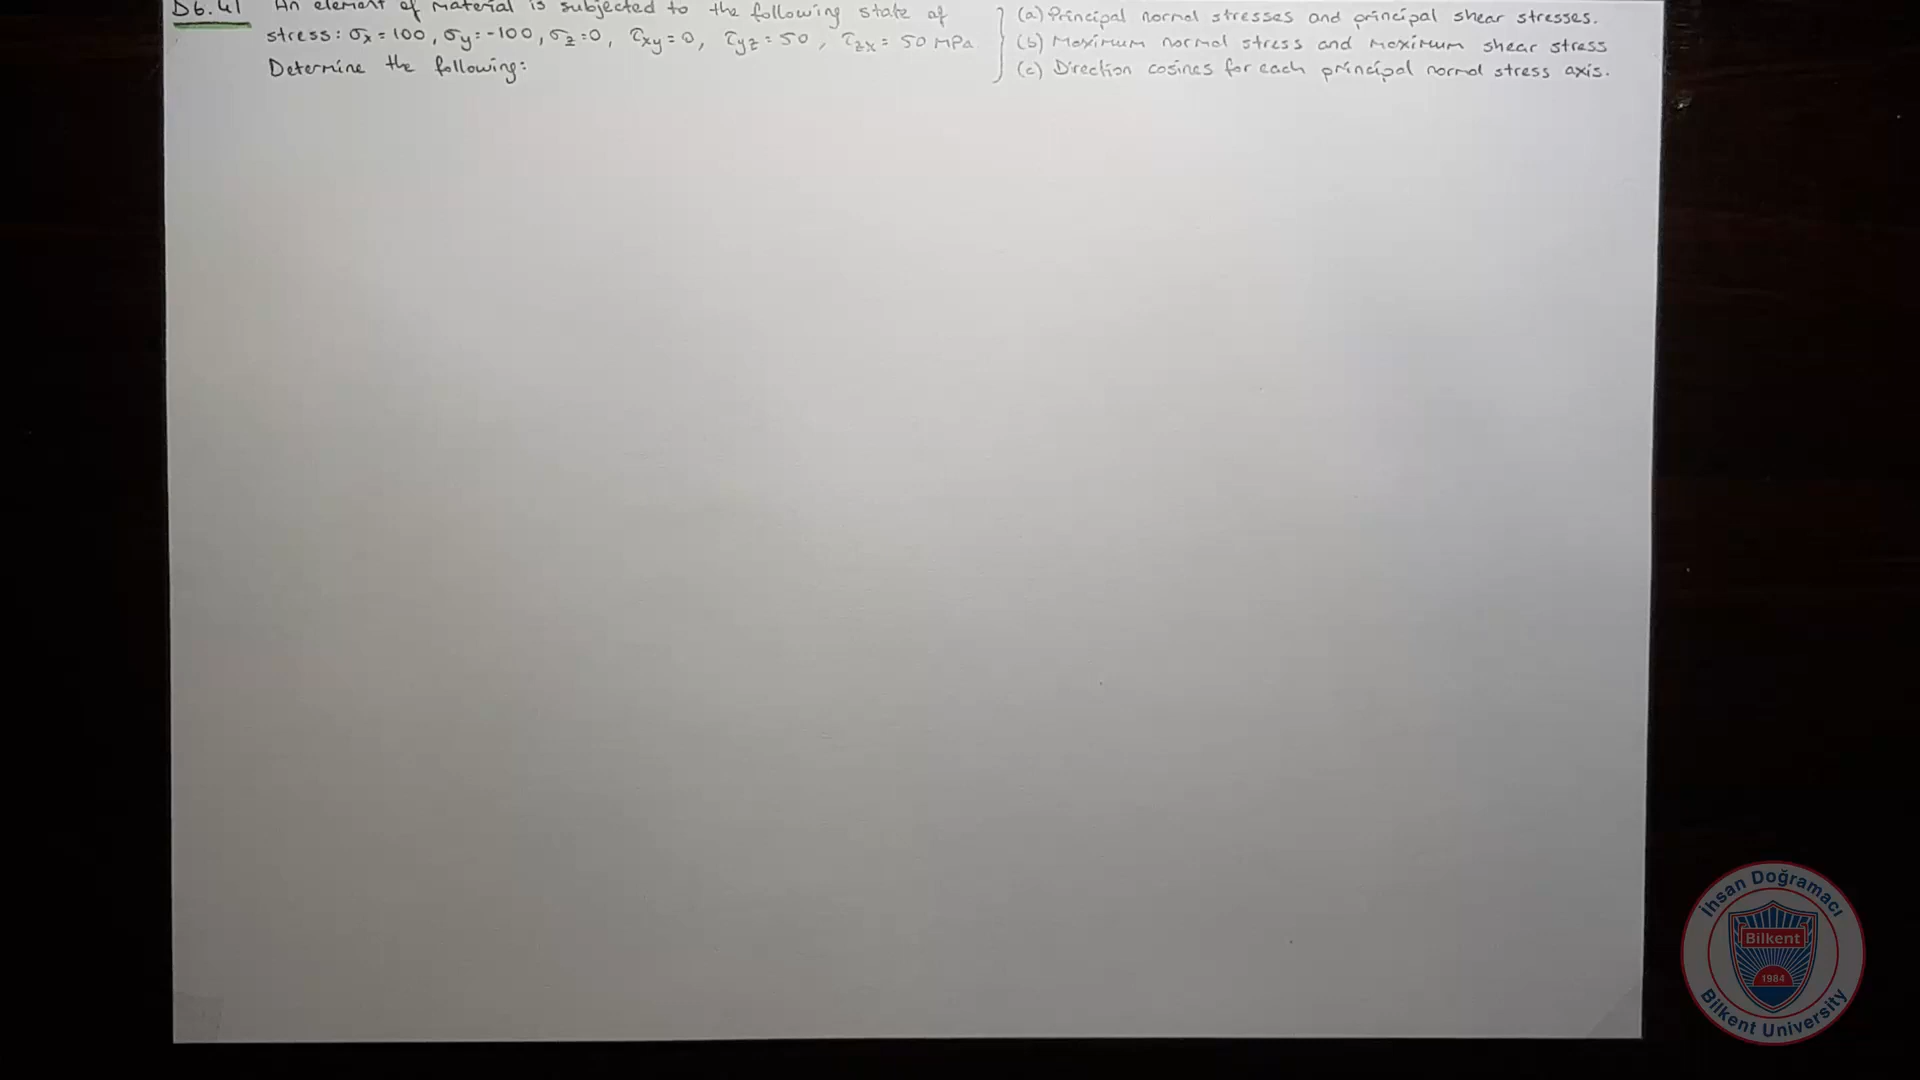 D6.41 An element of material is subjected to the following state of
stress: σx = 100, σy = -100, σz = 0, τxy = 0, τyz = 50, τzx = 50 MPa
Determine the following:
(a) Principal normal stresses and principal shear stresses.
(b) Maximum normal stress and maximum shear stress
(c) Direction cosines for each principal normal stress axis.
İhsan Doğramacı
Bilkent
1984
Bilkent University